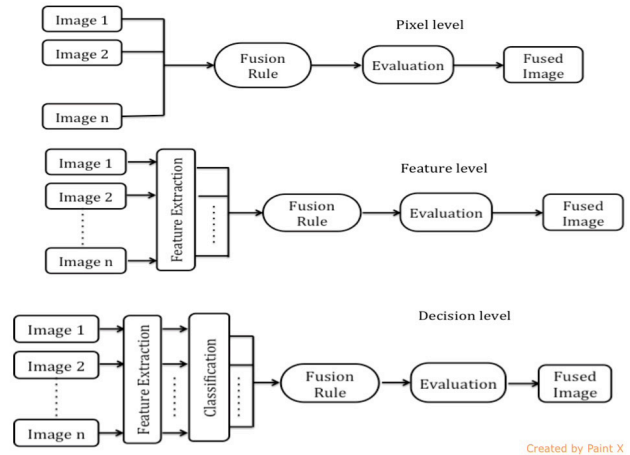 Image 1
Pixel level
Image 2
Fusion
Rule
Evaluation
Fused
Image
Image n
Image 1
Feature level
Image 2
Feature Extraction
Fusion
Rule
Evaluation
Fused
Image
Image n
Decision level
Image 1
Image 2
Feature Extraction
Classification
Fusion
Rule
Evaluation
Fused
Image
Image n
Created by Paint X